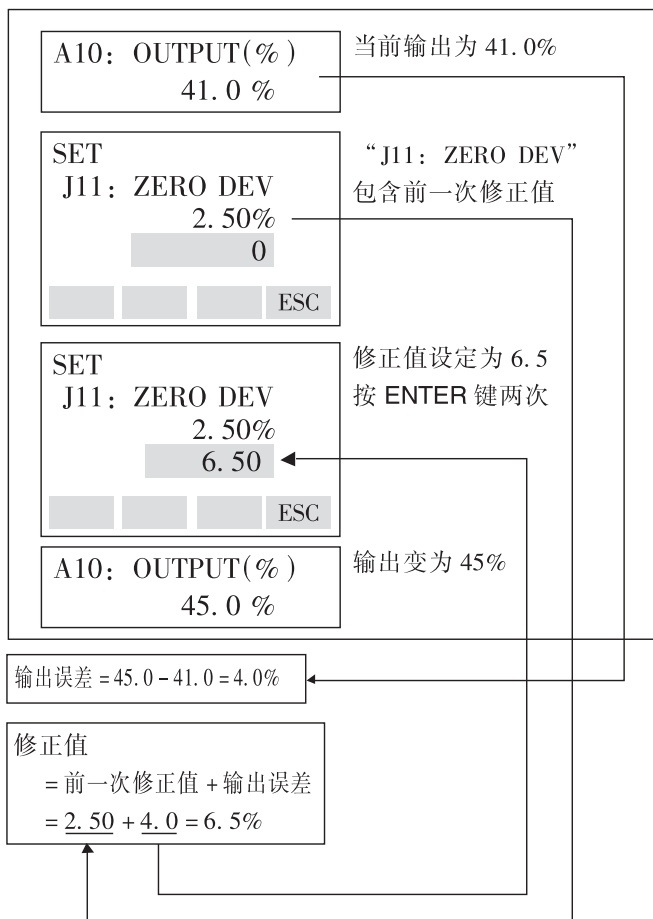 A10: OUTPUT(%)
41.0 %
当前输出为 41.0%
SET
J11: ZERO DEV
2.50%
0
ESC
“J11: ZERO DEV”
包含前一次修正值
SET
J11: ZERO DEV
2.50%
6.50
ESC
修正值设定为 6.5
按 ENTER 键两次
A10: OUTPUT(%)
45.0 %
输出变为 45%
输出误差 = 45.0 − 41.0 = 4.0%
修正值
= 前一次修正值 + 输出误差
= 2.50 + 4.0 = 6.5%